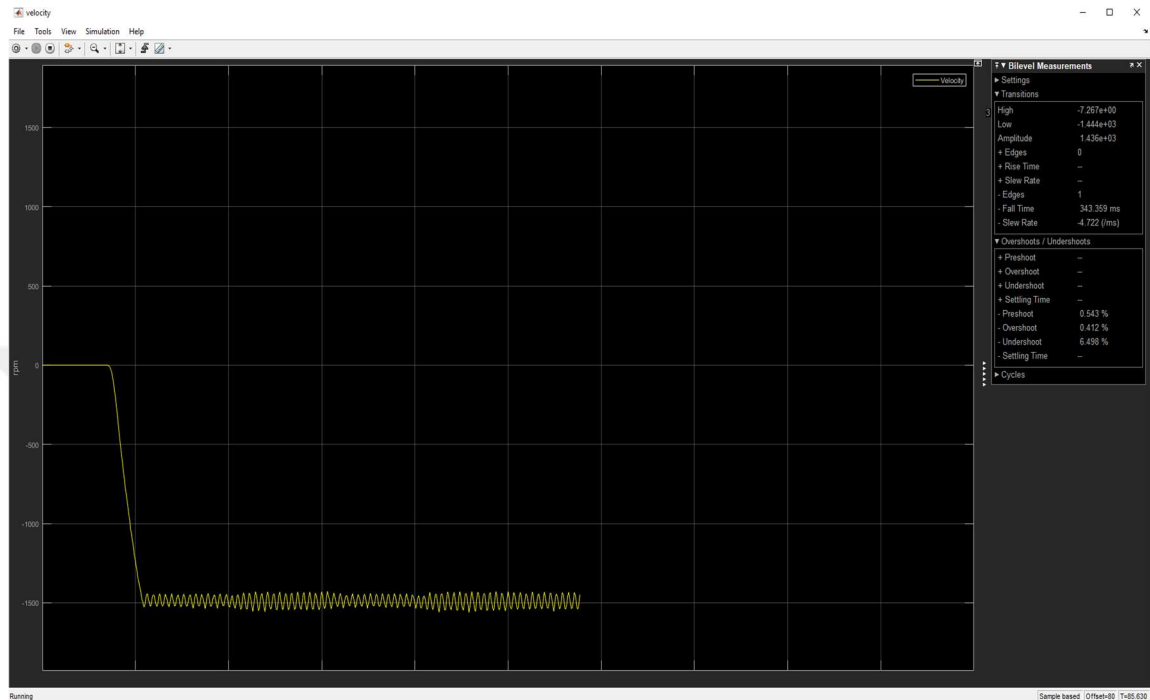 velocity
File Tools View Simulation Help
Velocity
1500
1000
500
0
-500
-1000
-1500
rpm
3
Bilevel Measurements
Settings
Transitions
High -7.267e+00
Low -1.444e+03
Amplitude 1.436e+03
+ Edges 0
+ Rise Time --
+ Slew Rate --
- Edges 1
- Fall Time 343.359 ms
- Slew Rate -4.722 (/ms)
Overshoots / Undershoots
+ Preshoot --
+ Overshoot --
+ Undershoot --
+ Settling Time --
- Preshoot 0.543 %
- Overshoot 0.412 %
- Undershoot 6.498 %
- Settling Time --
Cycles
Running
Sample based Offset=80 T=85.630